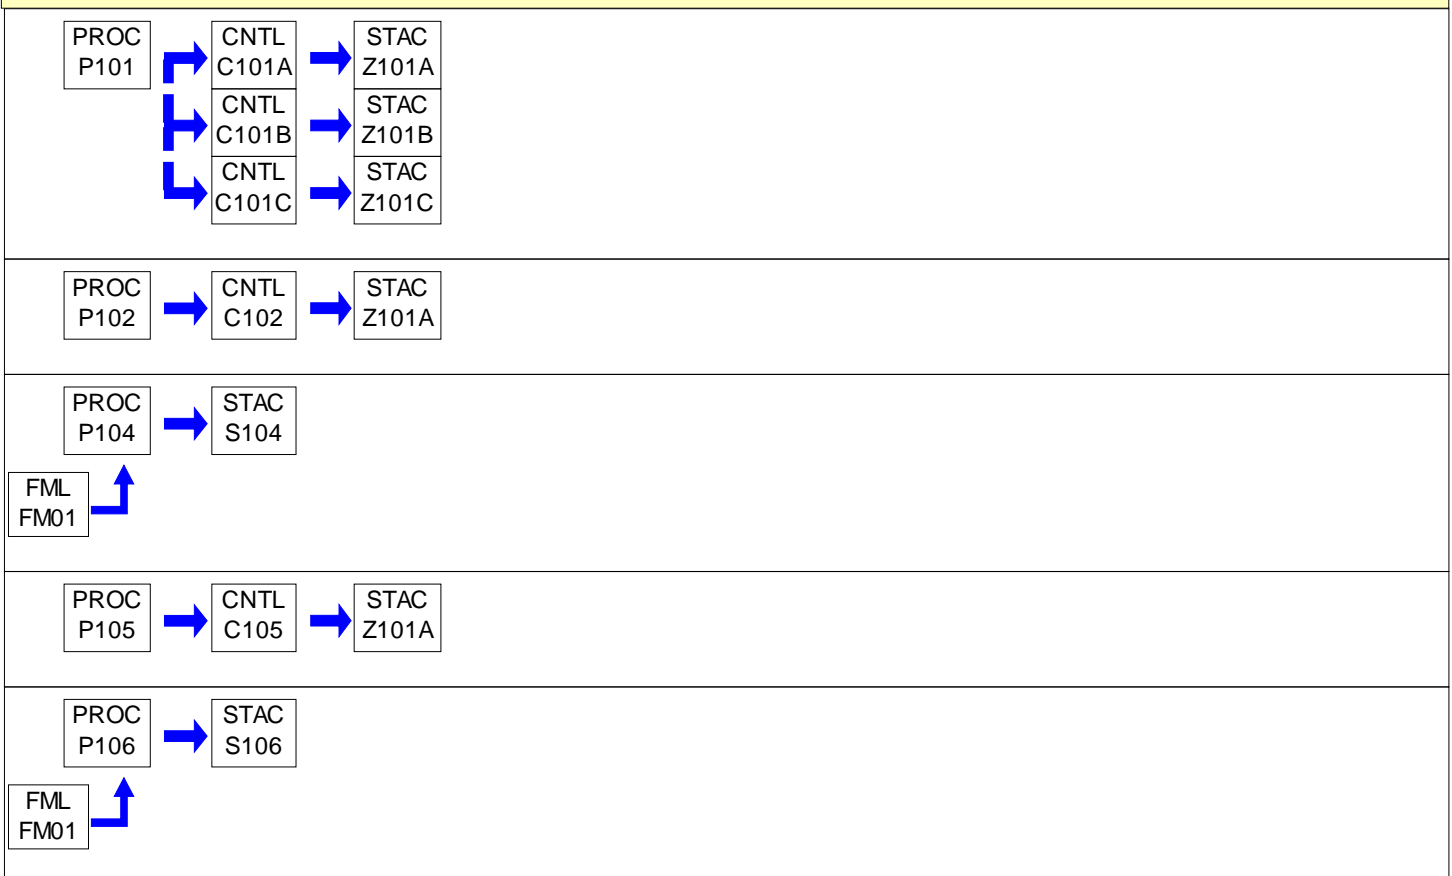 PROC
P101
CNTL
C101A
STAC
Z101A
CNTL
C101B
STAC
Z101B
CNTL
C101C
STAC
Z101C
PROC
P102
CNTL
C102
STAC
Z101A
PROC
P104
STAC
S104
FML
FM01
PROC
P105
CNTL
C105
STAC
Z101A
PROC
P106
STAC
S106
FML
FM01